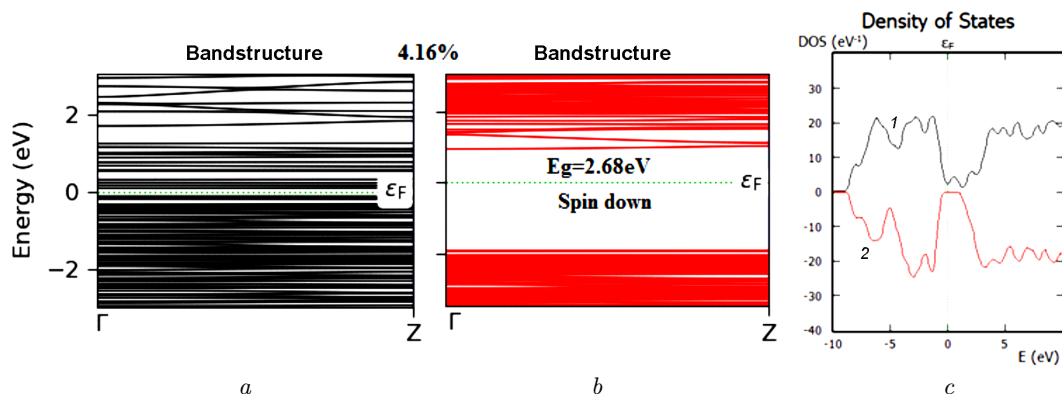 Bandstructure
4.16%
Bandstructure
Energy (eV)
2
0
−2
εF
Γ
Z
Eg=2.68eV
εF
Spin down
Γ
Z
Density of States
DOS (eV⁻¹)
εF
30
20
10
0
-10
-20
-30
-40
1
2
-10
-5
0
5
E (eV)
a
b
c